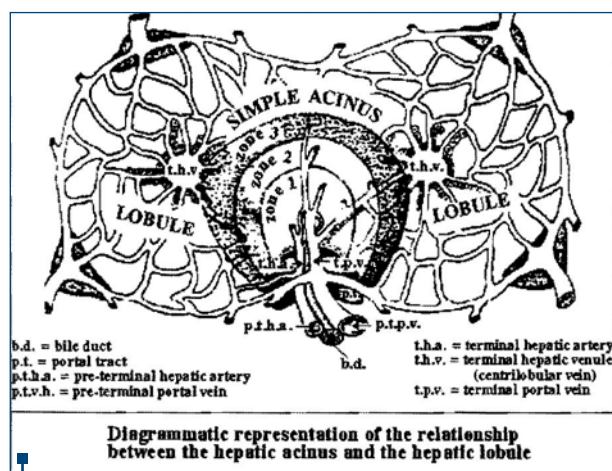 SIMPLE ACINUS
zone 3
zone 2
zone 1
t.h.v.
t.h.v.
LOBULE
LOBULE
t.h.a.
t.p.v.
p.t.
p.t.h.a.
p.t.p.v.
b.d.
b.d. = bile duct
p.t. = portal tract
p.t.h.a. = pre-terminal hepatic artery
p.t.v.h. = pre-terminal portal vein
t.h.a. = terminal hepatic artery
t.h.v. = terminal hepatic venule
(centrilobular vein)
t.p.v. = terminal portal vein
Diagrammatic representation of the relationship
between the hepatic acinus and the hepatic lobule